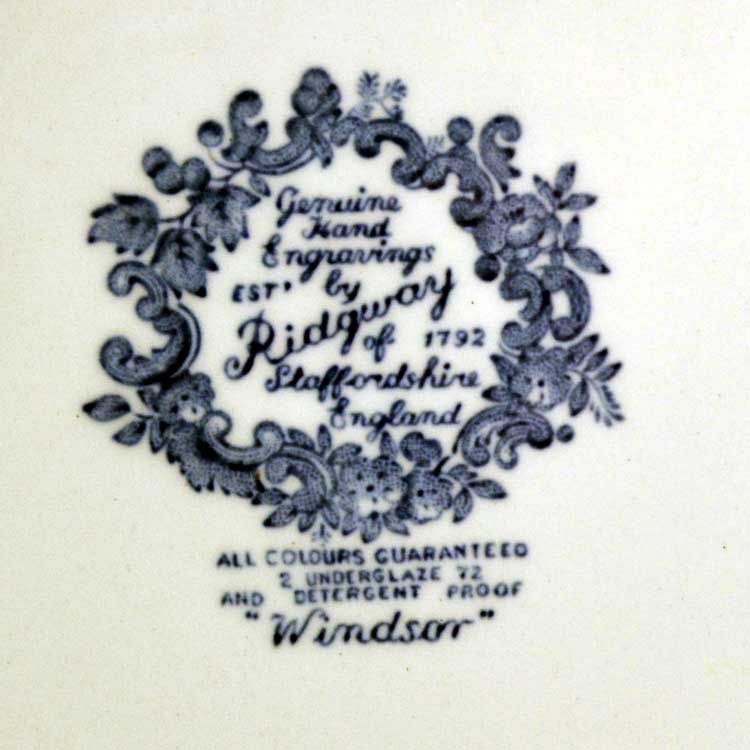 Genuine
Hand
Engravings
EST' by
Ridgway
of 1792
Staffordshire
England
ALL COLOURS GUARANTEED
2 UNDERGLAZE 72
AND DETERGENT PROOF
"Windsor"